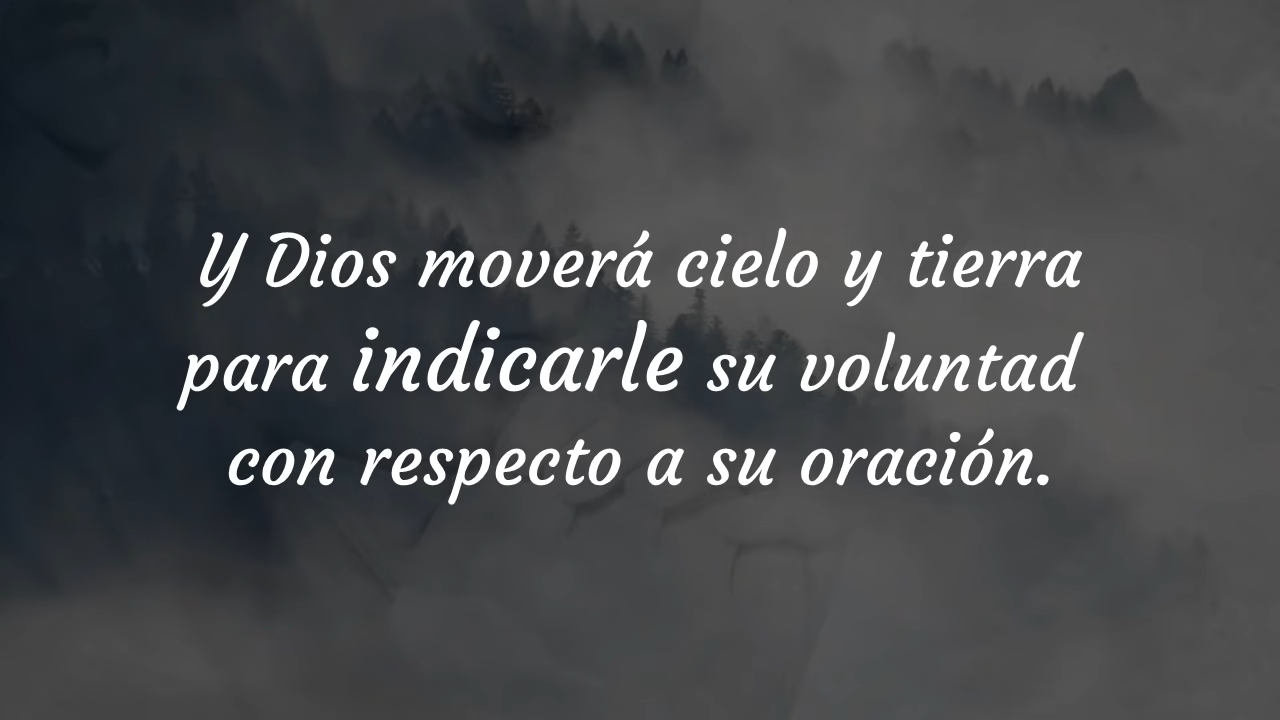 Y Dios moverá cielo y tierra
para indicarle su voluntad
con respecto a su oración.